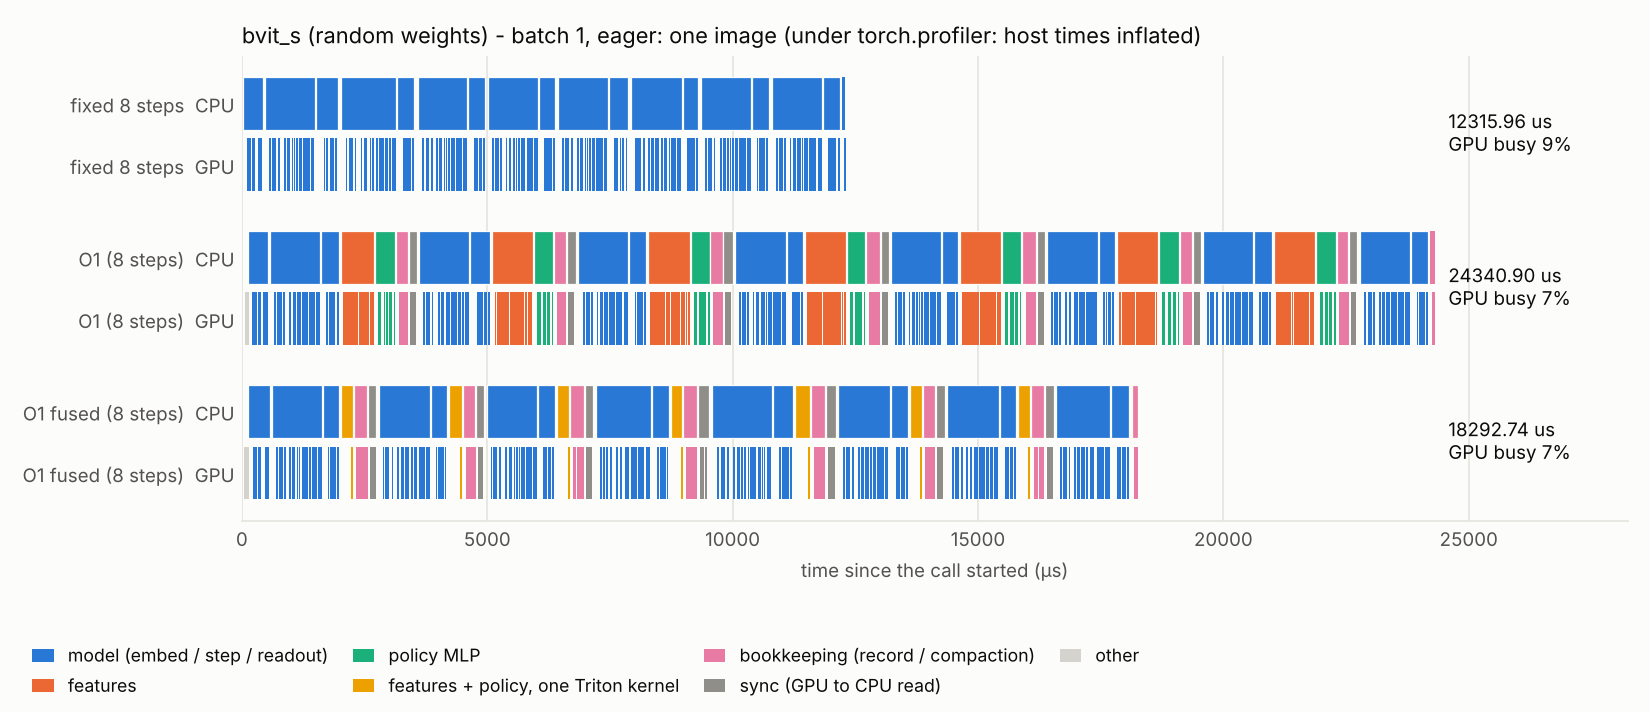 bvit_s (random weights) - batch 1, eager: one image (under torch.profiler: host times inflated)
fixed 8 steps CPU
fixed 8 steps GPU
12315.96 us
GPU busy 9%
O1 (8 steps) CPU
O1 (8 steps) GPU
24340.90 us
GPU busy 7%
O1 fused (8 steps) CPU
O1 fused (8 steps) GPU
18292.74 us
GPU busy 7%
0 5000 10000 15000 20000 25000
time since the call started (µs)
model (embed / step / readout) policy MLP bookkeeping (record / compaction) other
features features + policy, one Triton kernel sync (GPU to CPU read)